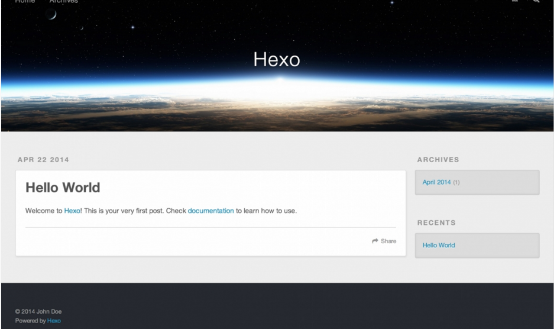 Home Archives
Hexo
APR 22 2014
Hello World
Welcome to Hexo! This is your very first post. Check documentation to learn how to use.
Share
ARCHIVES
April 2014 (1)
RECENTS
Hello World
© 2014 John Doe
Powered by Hexo